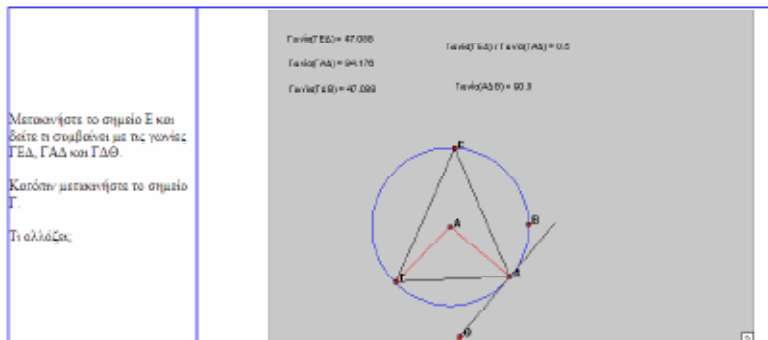 Μετακινήστε το σημείο Ε και
δείτε τι συμβαίνει με τις γωνίες
ΓΕΔ, ΓΑΔ και ΓΔΘ.
Κατόπιν μετακινήστε το σημείο
Γ.
Τι αλλάζει;
Γωνία(ΓΕΔ) = 47.088
Γωνία(ΓΕΔ) / Γωνία(ΓΑΔ) = 0.5
Γωνία(ΓΑΔ) = 94.176
Γωνία(ΓΔΘ) = 47.088
Γωνία(ΑΔΘ) = 90.0
Ε
Β
Α
Γ
Δ
Θ